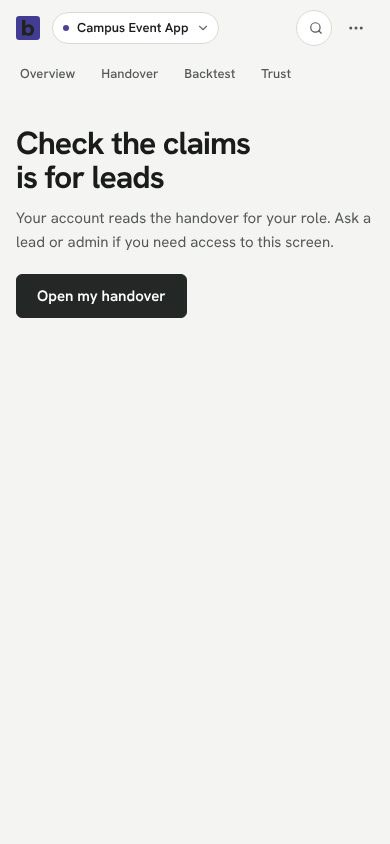 b
Campus Event App
Overview Handover Backtest Trust
Check the claims
is for leads
Your account reads the handover for your role. Ask a
lead or admin if you need access to this screen.
Open my handover